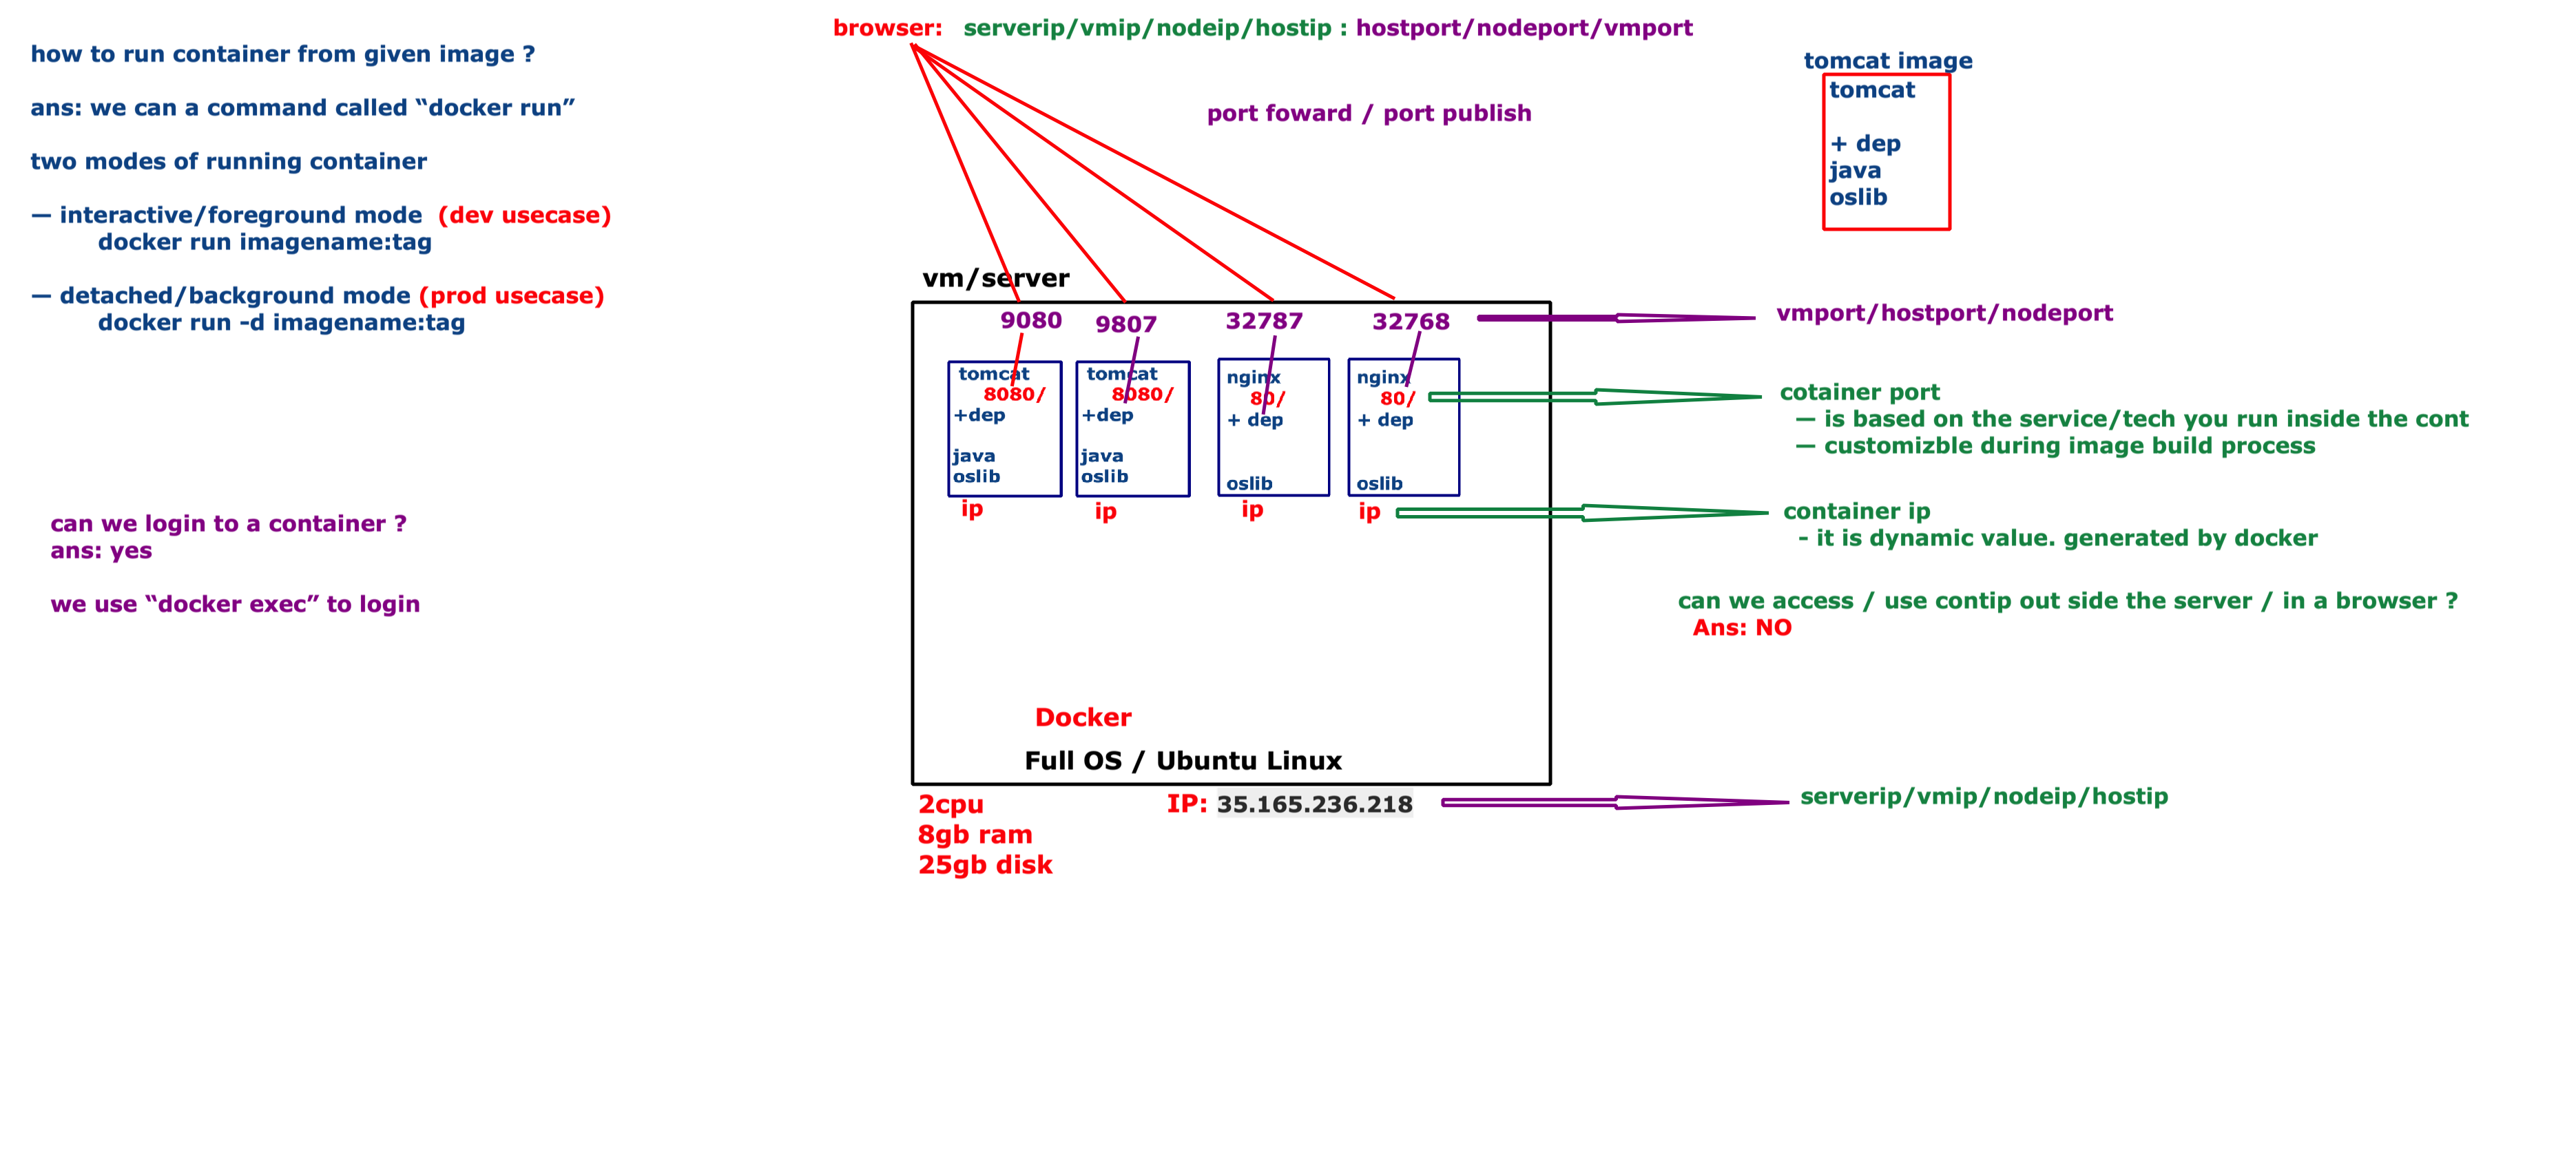 how to run container from given image ?
ans: we can a command called “docker run”
two modes of running container
— interactive/foreground mode (dev usecase)
docker run imagename:tag
— detached/background mode (prod usecase)
docker run -d imagename:tag
can we login to a container ?
ans: yes
we use “docker exec” to login
browser: serverip/vmip/nodeip/hostip : hostport/nodeport/vmport
port foward / port publish
vm/server
9080
9807
32787
32768
tomcat
8080/
+dep
java
oslib
ip
tomcat
8080/
+dep
java
oslib
ip
nginx
80/
+ dep
oslib
ip
nginx
80/
+ dep
oslib
ip
Docker
Full OS / Ubuntu Linux
2cpu
8gb ram
25gb disk
IP: 35.165.236.218
tomcat image
tomcat
+ dep
java
oslib
vmport/hostport/nodeport
cotainer port
— is based on the service/tech you run inside the cont
— customizble during image build process
container ip
- it is dynamic value. generated by docker
can we access / use contip out side the server / in a browser ?
Ans: NO
serverip/vmip/nodeip/hostip